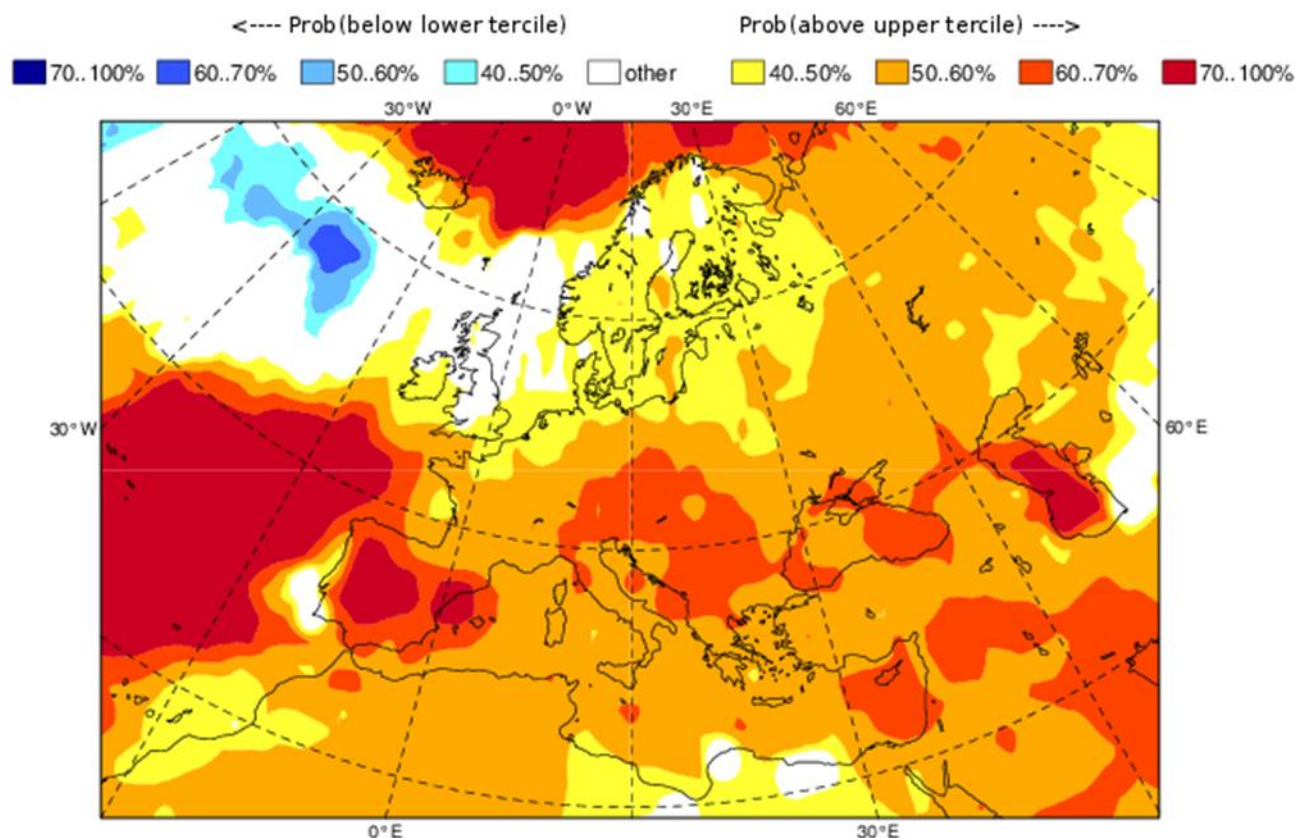 <---- Prob(below lower tercile) Prob(above upper tercile) ---->
70..100% 60..70% 50..60% 40..50% other 40..50% 50..60% 60..70% 70..100%
30°W 0°W 30°E 60°E
30°W 60°E
0°E 30°E